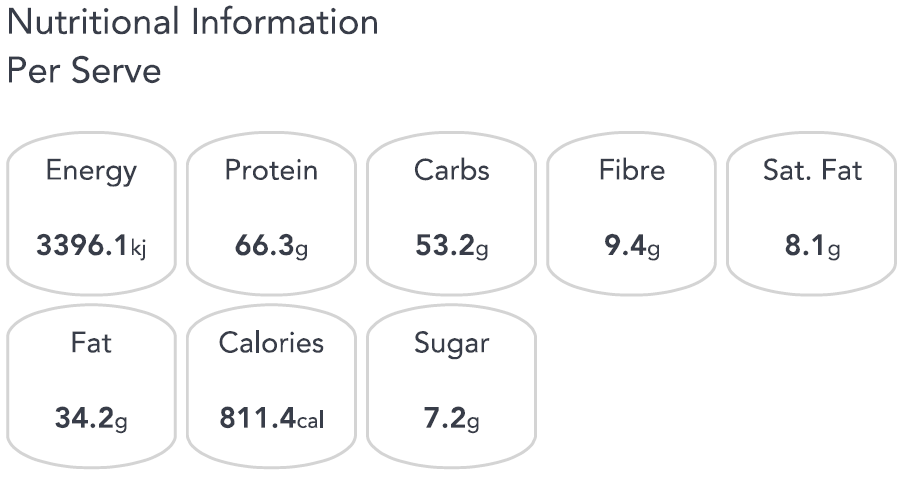 Nutritional Information
Per Serve
Energy Protein Carbs Fibre Sat. Fat
3396.1kj 66.3g 53.2g 9.4g 8.1g
Fat Calories Sugar
34.2g 811.4cal 7.2g